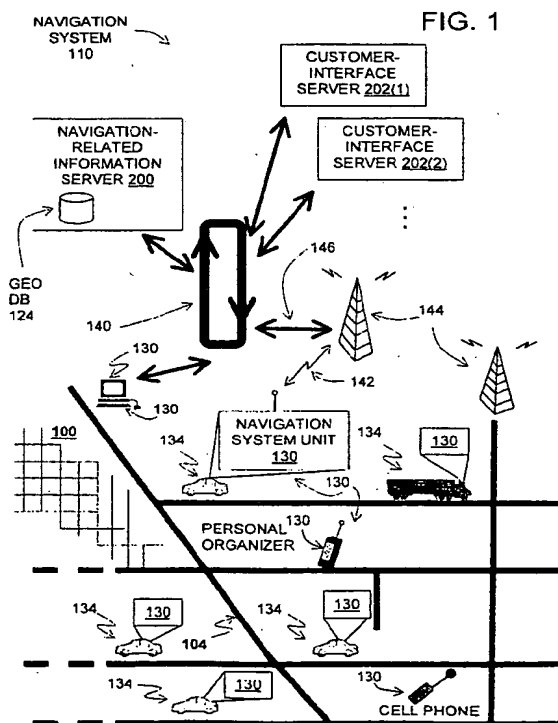 FIG. 1
NAVIGATION
SYSTEM
110
CUSTOMER-
INTERFACE
SERVER 202(1)
NAVIGATION-
RELATED
INFORMATION
SERVER 200
CUSTOMER-
INTERFACE
SERVER 202(2)
GEO
DB
124
140
146
144
142
130
130
100
134
NAVIGATION
SYSTEM UNIT
130
134
130
130
PERSONAL
ORGANIZER
130
134
130
104
134
130
134
130
130
CELL PHONE